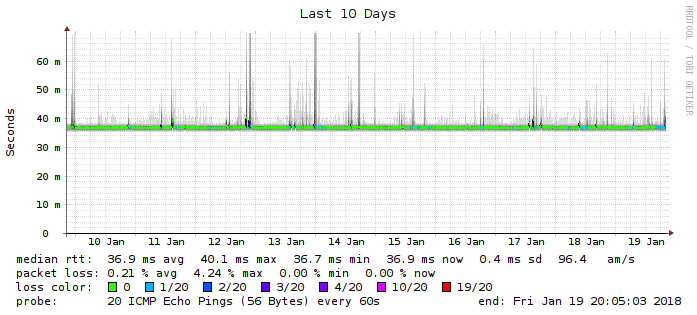 Last 10 Days
RRDTOOL / TOBI OETIKER
Seconds
60 m
50 m
40 m
30 m
20 m
10 m
0
10 Jan 11 Jan 12 Jan 13 Jan 14 Jan 15 Jan 16 Jan 17 Jan 18 Jan 19 Jan
median rtt: 36.9 ms avg 40.1 ms max 36.7 ms min 36.9 ms now 0.4 ms sd 96.4 am/s
packet loss: 0.21 % avg 4.24 % max 0.00 % min 0.00 % now
loss color: 0 1/20 2/20 3/20 4/20 10/20 19/20
probe: 20 ICMP Echo Pings (56 Bytes) every 60s end: Fri Jan 19 20:05:03 2018